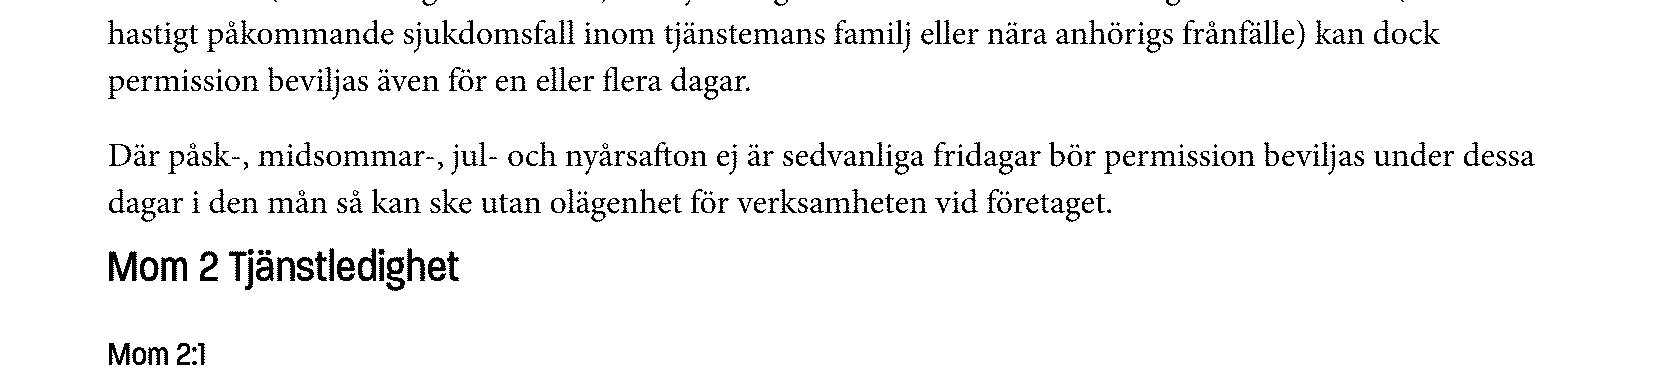 hastigt påkommande sjukdomsfall inom tjänstemans familj eller nära anhörigs frånfälle) kan dock
permission beviljas även för en eller flera dagar.
Där påsk-, midsommar-, jul- och nyårsafton ej är sedvanliga fridagar bör permission beviljas under dessa
dagar i den mån så kan ske utan olägenhet för verksamheten vid företaget.
Mom 2 Tjänstledighet
Mom 2:1